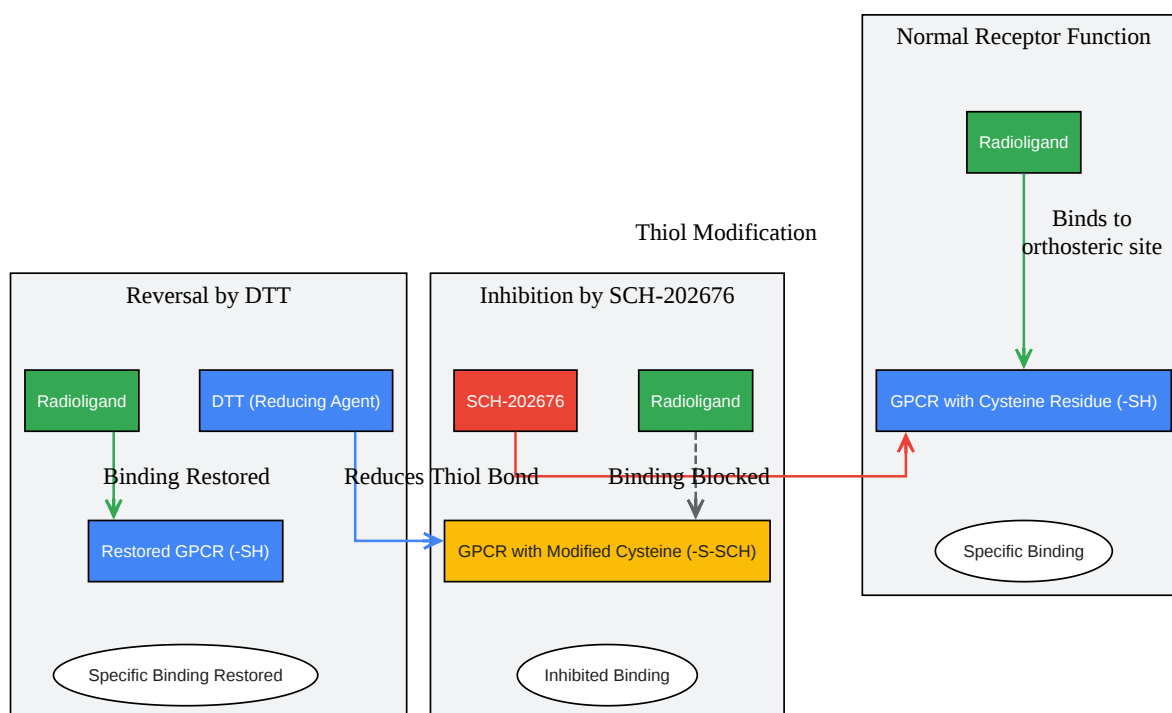 Normal Receptor Function
Radioligand
Binds to
orthosteric site
GPCR with Cysteine Residue (-SH)
Specific Binding
Thiol Modification
Reversal by DTT
Radioligand
DTT (Reducing Agent)
Binding Restored
Reduces Thiol Bond
Restored GPCR (-SH)
Specific Binding Restored
Inhibition by SCH-202676
SCH-202676
Radioligand
Binding Blocked
GPCR with Modified Cysteine (-S-SCH)
Inhibited Binding